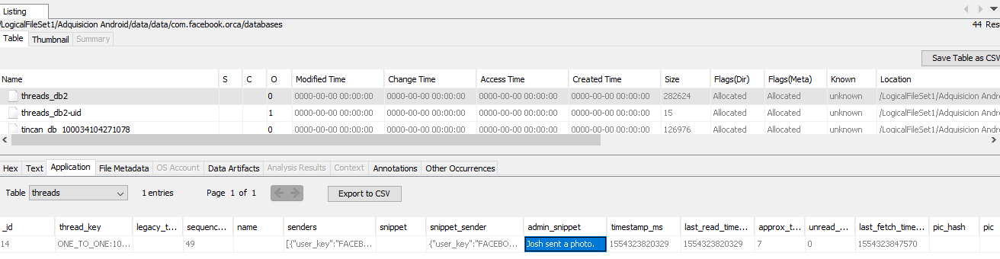 Listing
/LogicalFileSet1/Adquisicion Android/data/data/com.facebook.orca/databases 44 Res
Table Thumbnail Summary
Save Table as CSV
Name S C O Modified Time Change Time Access Time Created Time Size Flags(Dir) Flags(Meta) Known Location
threads_db2 0 0000-00-00 00:00:00 0000-00-00 00:00:00 0000-00-00 00:00:00 0000-00-00 00:00:00 282624 Allocated Allocated unknown /LogicalFileSet1/Adquisicion Andro
threads_db2-uid 1 0000-00-00 00:00:00 0000-00-00 00:00:00 0000-00-00 00:00:00 0000-00-00 00:00:00 15 Allocated Allocated unknown /LogicalFileSet1/Adquisicion Andro
tincan_db_100034104271078 0 0000-00-00 00:00:00 0000-00-00 00:00:00 0000-00-00 00:00:00 0000-00-00 00:00:00 126976 Allocated Allocated unknown /LogicalFileSet1/Adquisicion Andro
Hex Text Application File Metadata OS Account Data Artifacts Analysis Results Context Annotations Other Occurrences
Table threads 1 entries Page 1 of 1 Export to CSV
_id thread_key legacy_t... sequenc... name senders snippet snippet_sender admin_snippet timestamp_ms last_read_time... approx_t... unread_... last_fetch_time... pic_hash pic
14 ONE_TO_ONE:10... 49 [{"user_key":"FACEB... {"user_key":"FACEBO... Josh sent a photo. 1554323820329 1554323820329 7 0 1554323847570